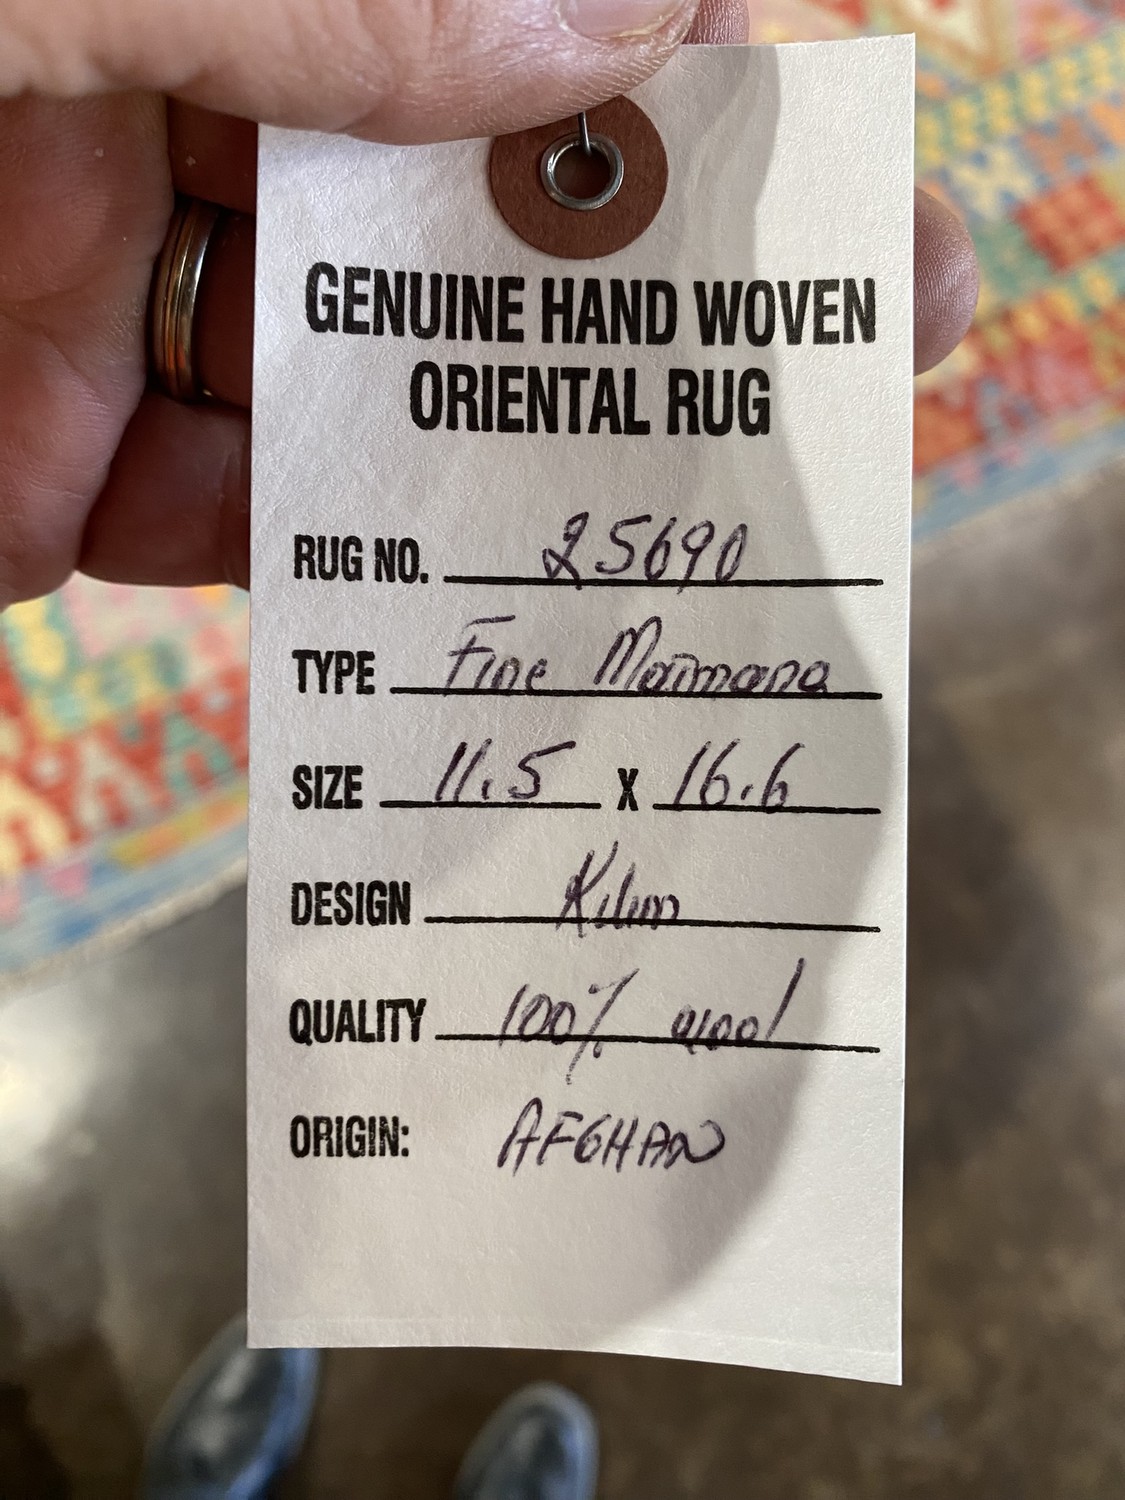 GENUINE HAND WOVEN
ORIENTAL RUG
RUG NO. 25690
TYPE Fine Maimana
SIZE 11.5 X 16.6
DESIGN Kilim
QUALITY 100% wool
ORIGIN: AFGHAN